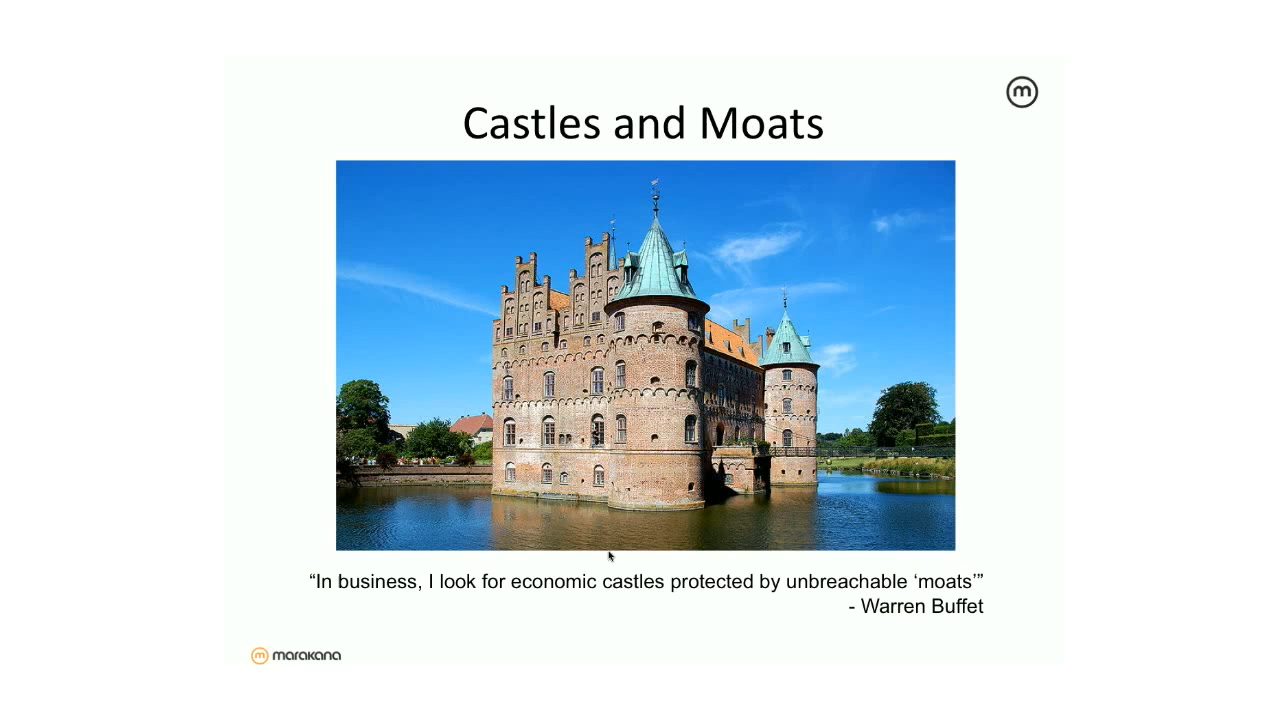 m
Castles and Moats
“In business, I look for economic castles protected by unbreachable ‘moats’”
- Warren Buffet
m marakana